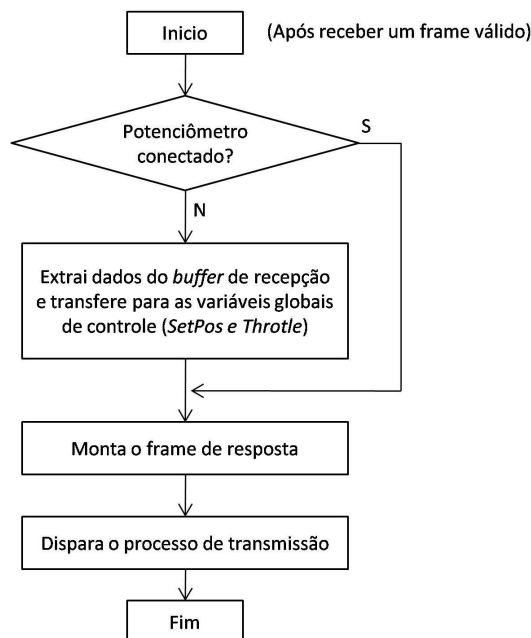 Inicio
(Após receber um frame válido)
Potenciômetro
conectado?
S
N
Extrai dados do buffer de recepção
e transfere para as variáveis globais
de controle (SetPos e Throtle)
Monta o frame de resposta
Dispara o processo de transmissão
Fim